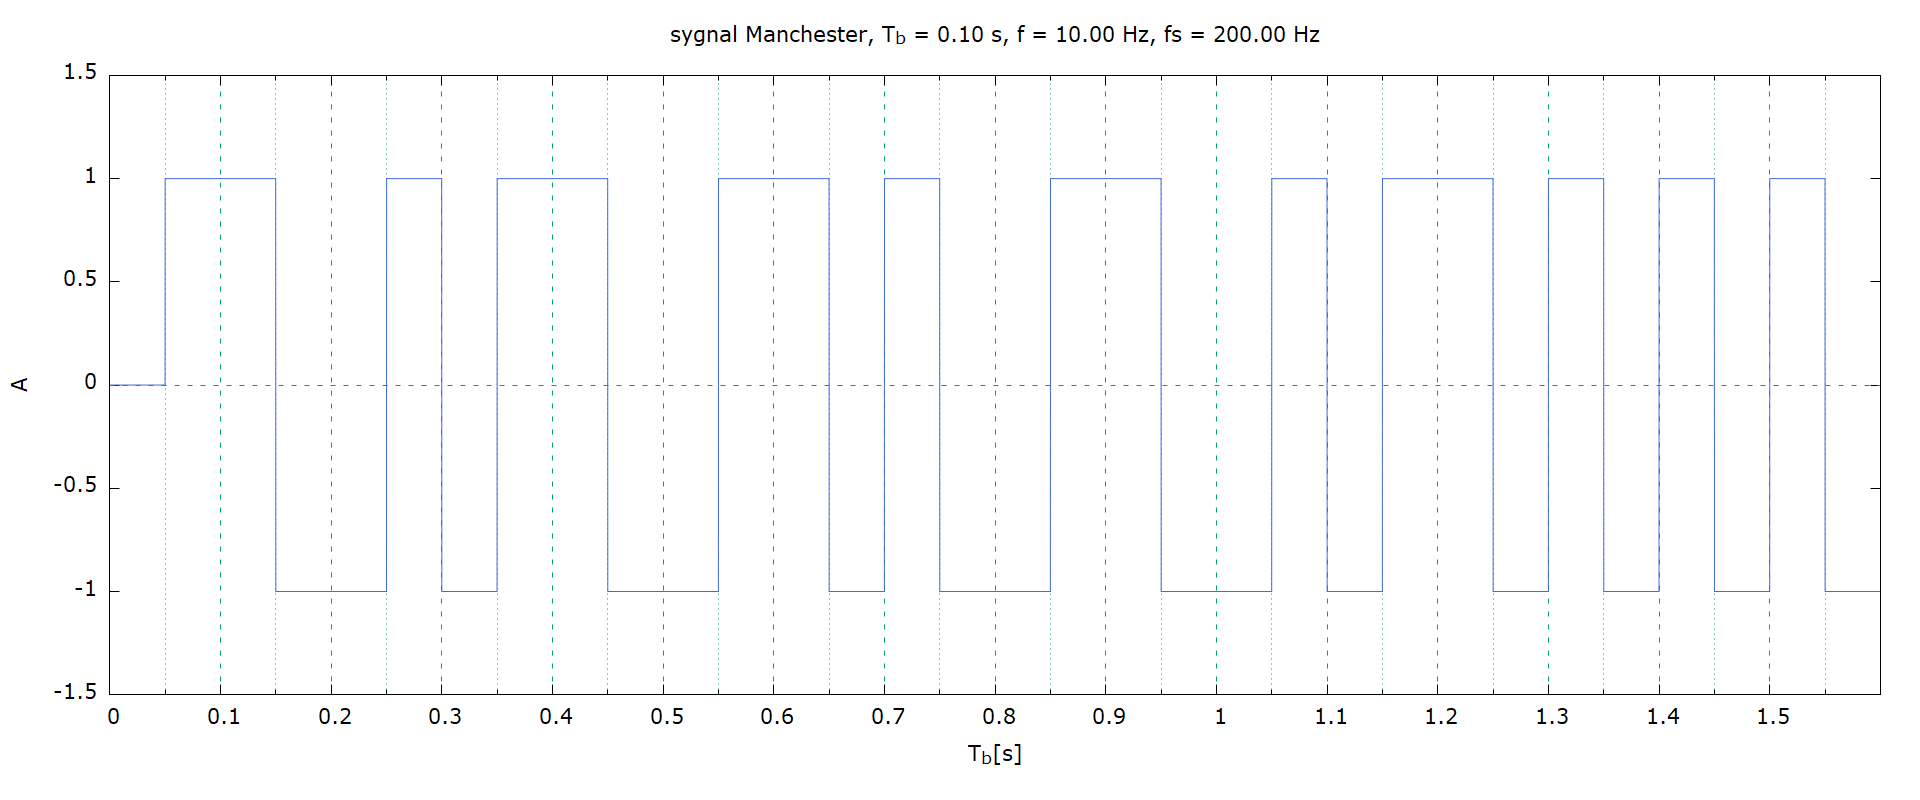 sygnal Manchester, Tb = 0.10 s, f = 10.00 Hz, fs = 200.00 Hz
1.5
1
0.5
0
-0.5
-1
-1.5
A
0 0.1 0.2 0.3 0.4 0.5 0.6 0.7 0.8 0.9 1 1.1 1.2 1.3 1.4 1.5
Tb[s]